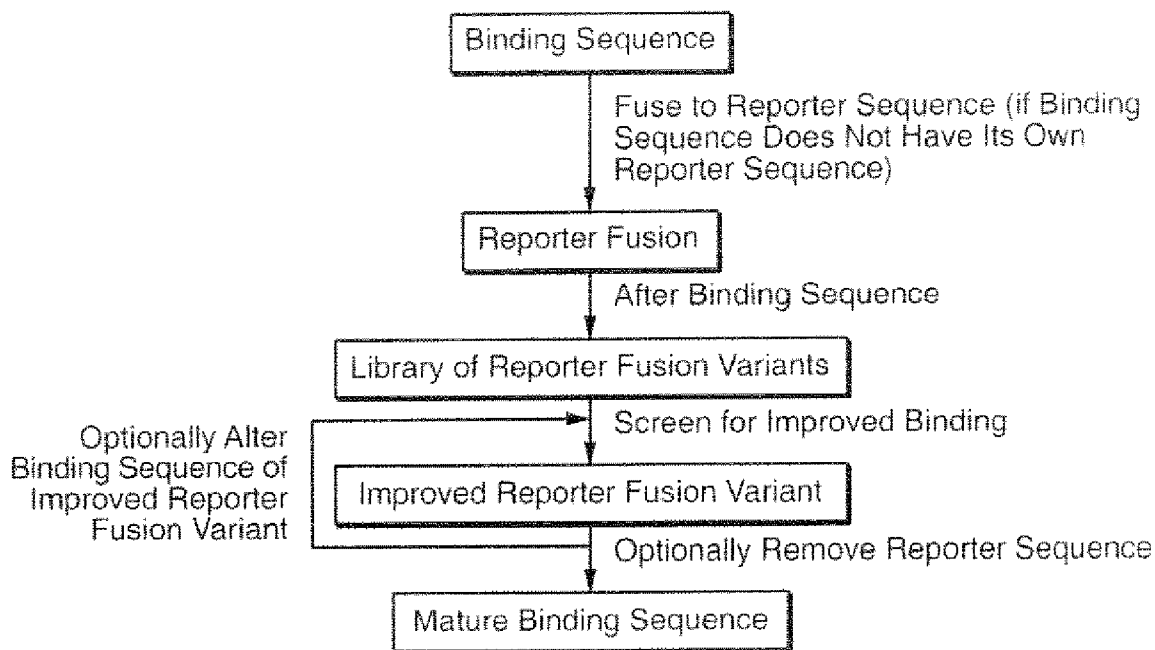 Binding Sequence
Fuse to Reporter Sequence (if Binding
Sequence Does Not Have Its Own
Reporter Sequence)
Reporter Fusion
After Binding Sequence
Library of Reporter Fusion Variants
Screen for Improved Binding
Optionally Alter
Binding Sequence of
Improved Reporter
Fusion Variant
Improved Reporter Fusion Variant
Optionally Remove Reporter Sequence
Mature Binding Sequence